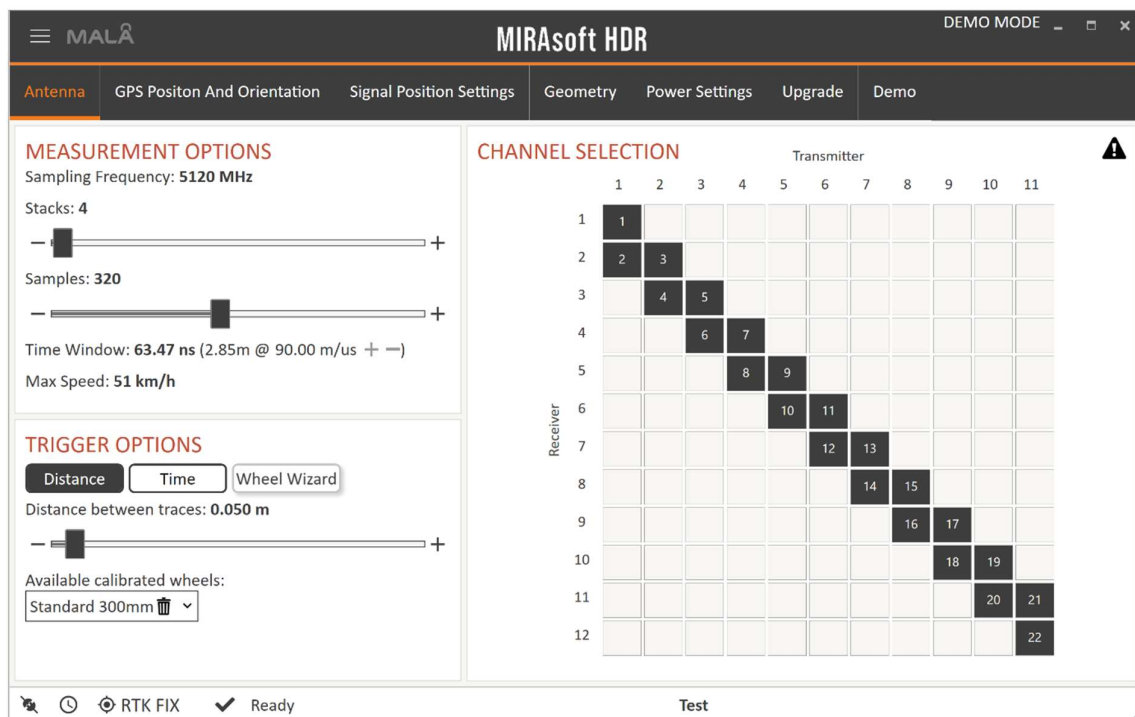 MALÅ
MIRAsoft HDR
DEMO MODE
Antenna GPS Positon And Orientation Signal Position Settings Geometry Power Settings Upgrade Demo
MEASUREMENT OPTIONS
Sampling Frequency: 5120 MHz
Stacks: 4
− +
Samples: 320
− +
Time Window: 63.47 ns (2.85m @ 90.00 m/us + −)
Max Speed: 51 km/h
TRIGGER OPTIONS
Distance Time Wheel Wizard
Distance between traces: 0.050 m
− +
Available calibrated wheels:
Standard 300mm
CHANNEL SELECTION
Transmitter
1 2 3 4 5 6 7 8 9 10 11
Receiver
1 1
2 2 3
3 4 5
4 6 7
5 8 9
6 10 11
7 12 13
8 14 15
9 16 17
10 18 19
11 20 21
12 22
RTK FIX Ready Test